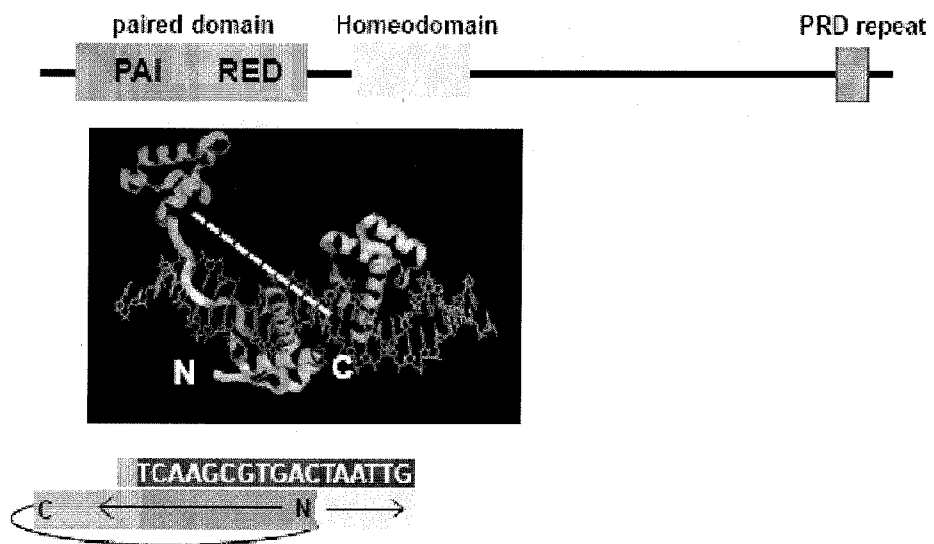 paired domain Homeodomain PRD repeat
PAI RED
N C
TCAAGCGTGACTAATTG
C N